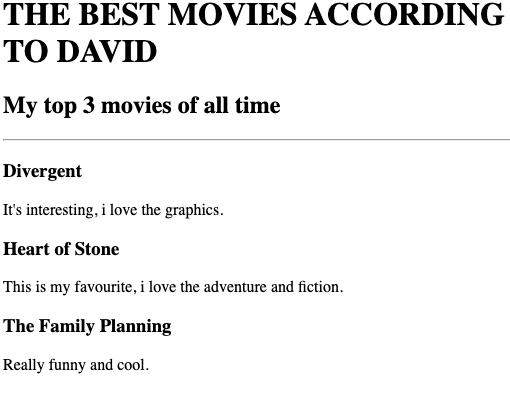 THE BEST MOVIES ACCORDING
TO DAVID
My top 3 movies of all time
Divergent
It's interesting, i love the graphics.
Heart of Stone
This is my favourite, i love the adventure and fiction.
The Family Planning
Really funny and cool.